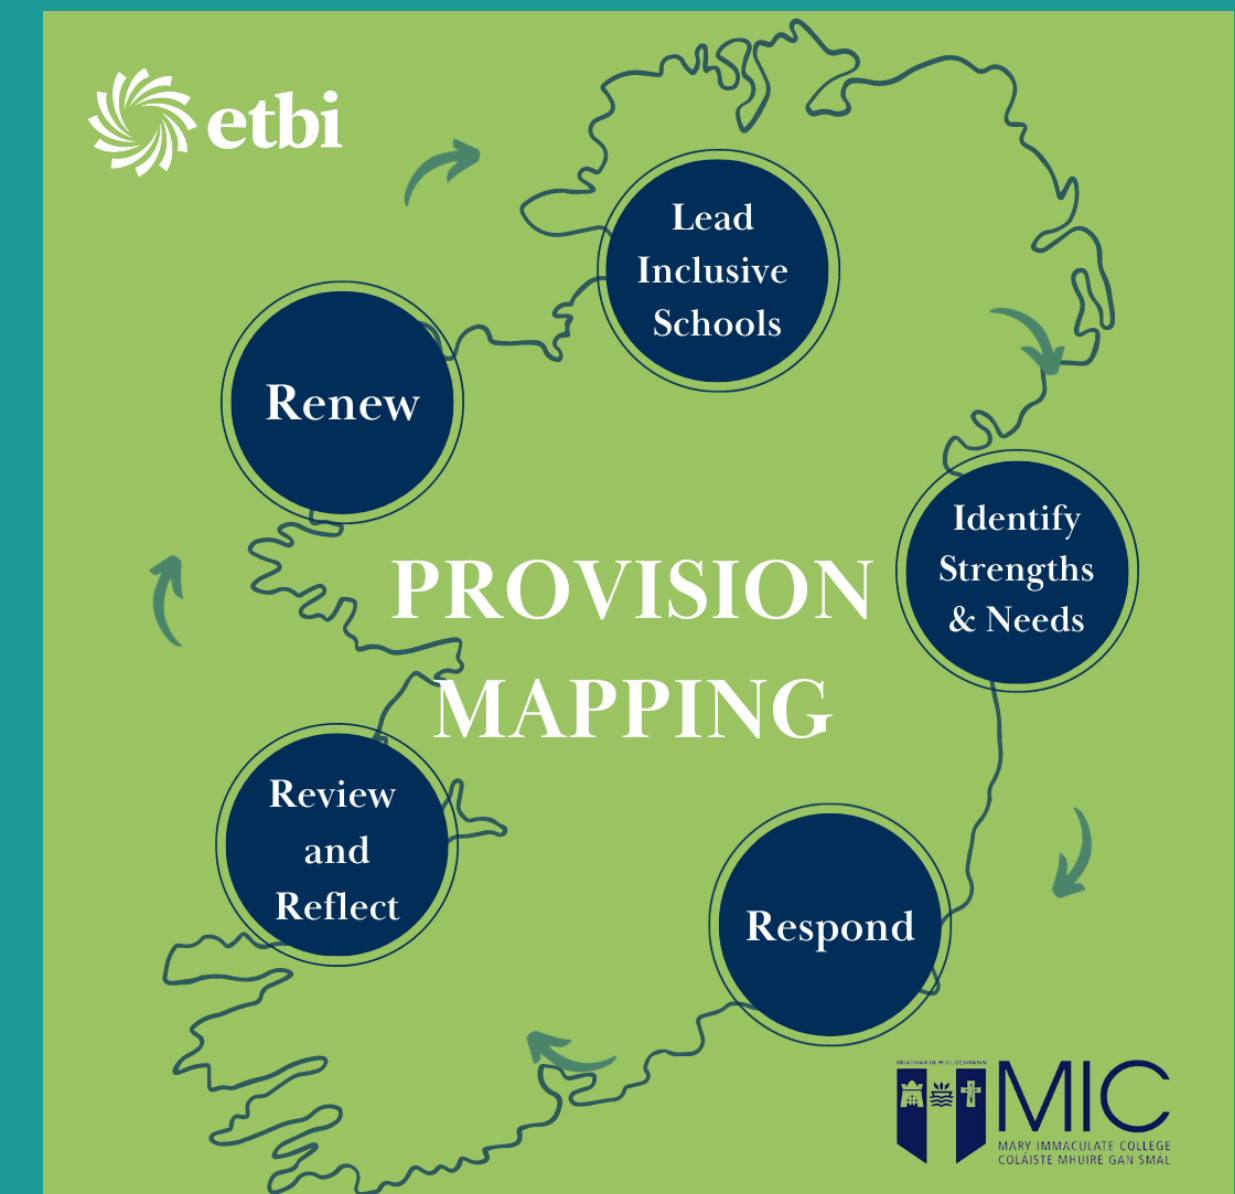 etbi
Lead
Inclusive
Schools
Renew
Identify
Strengths
& Needs
PROVISION
MAPPING
Review
and
Reflect
Respond
MIC
MARY IMMACULATE COLLEGE
COLÁISTE MHUIRE GAN SMÁL